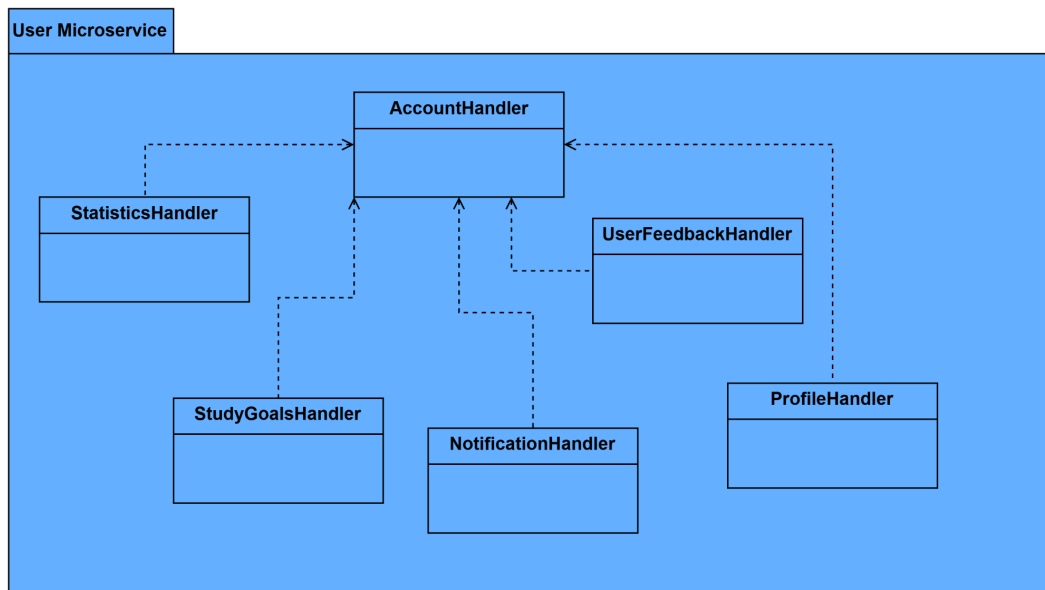 User Microservice
AccountHandler
StatisticsHandler
UserFeedbackHandler
StudyGoalsHandler
ProfileHandler
NotificationHandler